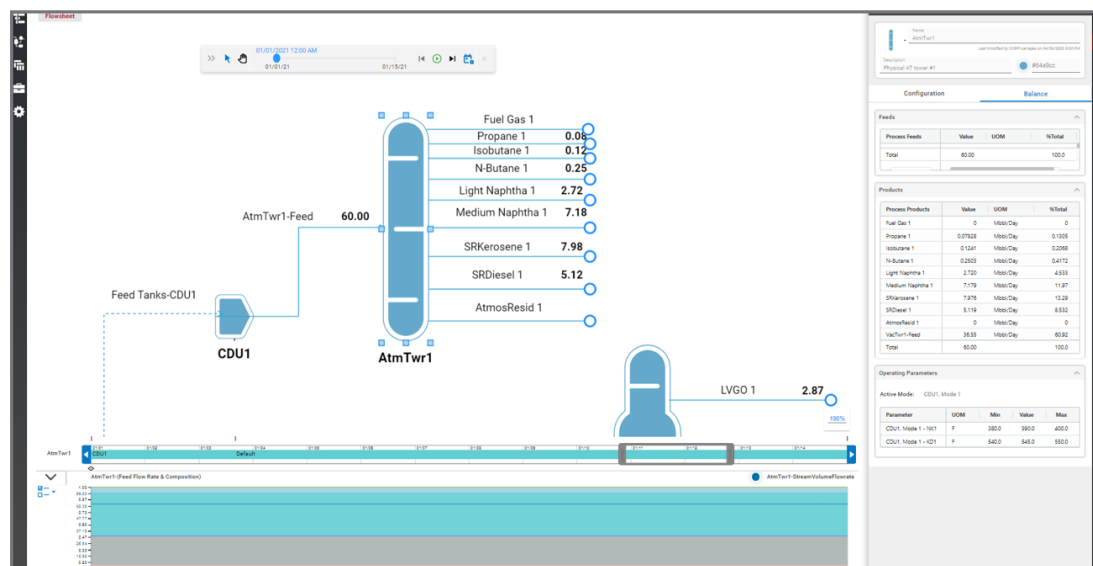 Flowsheet
01/01/2021 12:00 AM
01/01/21
01/15/21
Fuel Gas 1
Propane 1 0.08
Isobutane 1 0.12
N-Butane 1 0.25
Light Naphtha 1 2.72
Medium Naphtha 1 7.18
AtmTwr1-Feed 60.00
SRKerosene 1 7.98
SRDiesel 1 5.12
Feed Tanks-CDU1
AtmosResid 1
CDU1
AtmTwr1
LVGO 1 2.87
198%
AtmTwr1
CDU1
Default
AtmTwr1-(Feed Flow Rate & Composition)
AtmTwr1-StreamVolumeFlowrate
Name
AtmTwr1
Description
Physical AT tower #1
#64a9cc
Configuration
Balance
Feeds
Process Feeds Value UOM %Total
Total 60.00 100.0
Products
Process Products Value UOM %Total
Fuel Gas 1 0 Mbbl/Day 0
Propane 1 0.07828 Mbbl/Day 0.1305
Isobutane 1 0.1241 Mbbl/Day 0.2068
N-Butane 1 0.2503 Mbbl/Day 0.4172
Light Naphtha 1 2.720 Mbbl/Day 4.533
Medium Naphtha 1 7.179 Mbbl/Day 11.97
SRKerosene 1 7.976 Mbbl/Day 13.29
SRDiesel 1 5.119 Mbbl/Day 8.532
AtmosResid 1 0 Mbbl/Day 0
VacTwr1-Feed 36.55 Mbbl/Day 60.92
Total 60.00 100.0
Operating Parameters
Active Mode: CDU1, Mode 1
Parameter UOM Min Value Max
CDU1, Mode 1 - NK1 F 380.0 390.0 400.0
CDU1, Mode 1 - KD1 F 540.0 545.0 550.0